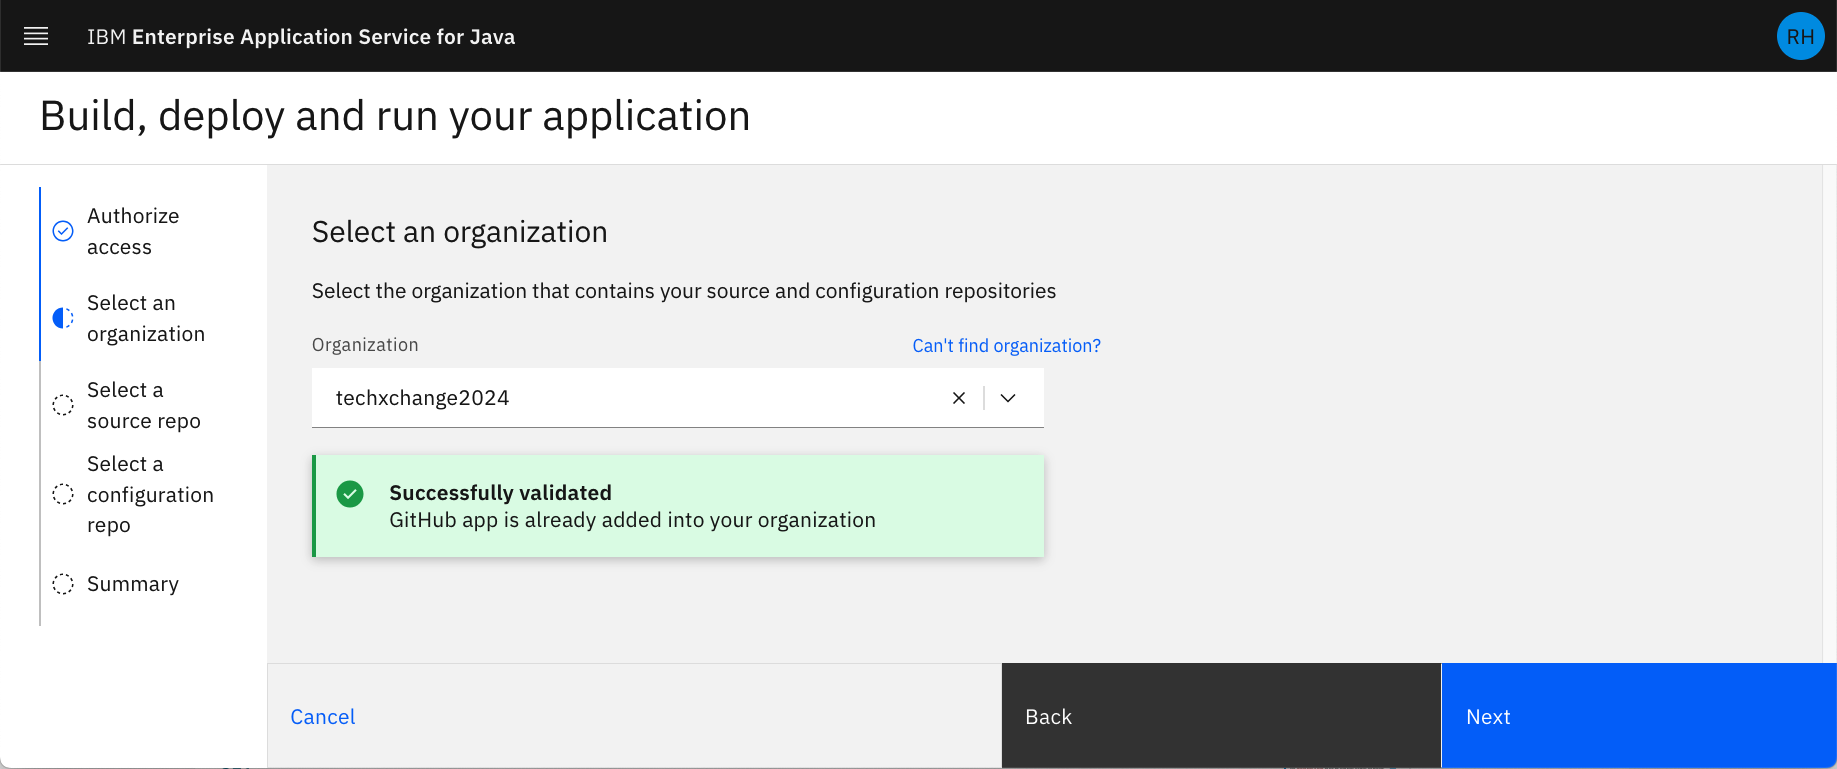 IBM Enterprise Application Service for Java
RH
Build, deploy and run your application
Authorize
access
Select an
organization
Select a
source repo
Select a
configuration
repo
Summary
Select an organization
Select the organization that contains your source and configuration repositories
Organization
Can't find organization?
techxchange2024
Successfully validated
GitHub app is already added into your organization
Cancel
Back
Next